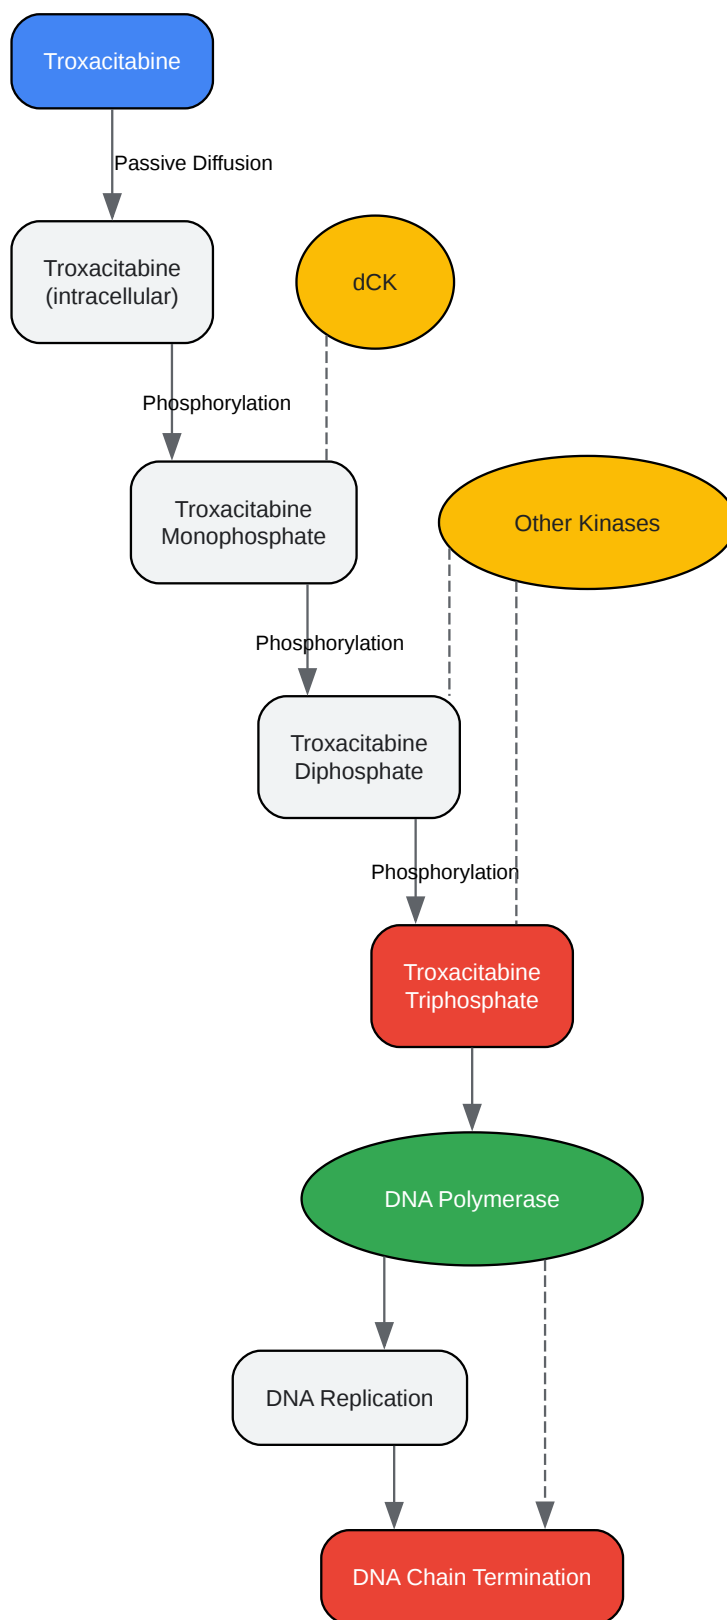 Troxacitabine
Passive Diffusion
Troxacitabine
(intracellular)
dCK
Phosphorylation
Troxacitabine
Monophosphate
Other Kinases
Phosphorylation
Troxacitabine
Diphosphate
Phosphorylation
Troxacitabine
Triphosphate
DNA Polymerase
DNA Replication
DNA Chain Termination